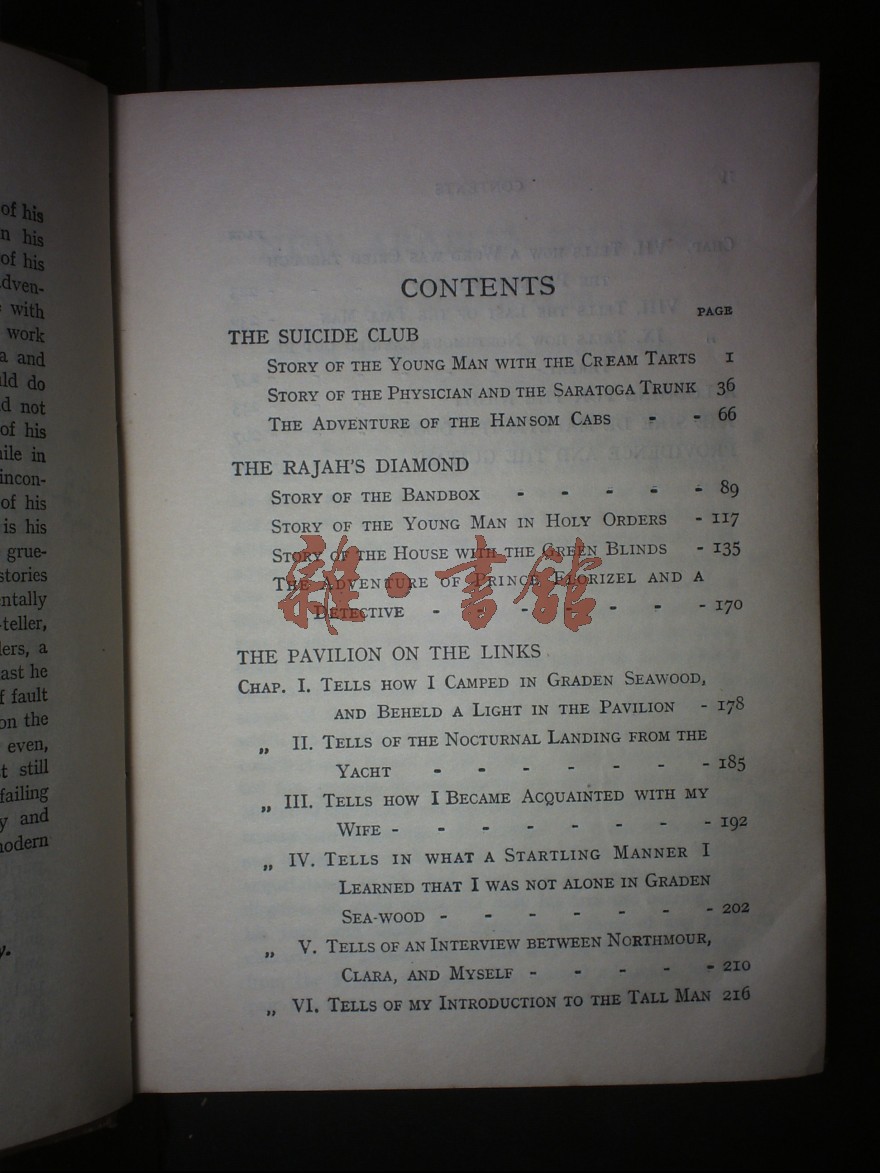 of his
n his
of his
dven-
with
work
a and
ld do
d not
of his
ile in
incon-
of his
is his
grue-
stories
ntally
-teller,
lers, a
ast he
f fault
on the
even,
t still
failing
y and
odern
y.
CONTENTS
PAGE
THE SUICIDE CLUB
STORY OF THE YOUNG MAN WITH THE CREAM TARTS 1
STORY OF THE PHYSICIAN AND THE SARATOGA TRUNK 36
THE ADVENTURE OF THE HANSOM CABS - - 66
THE RAJAH'S DIAMOND
STORY OF THE BANDBOX - - - - - 89
STORY OF THE YOUNG MAN IN HOLY ORDERS - 117
STORY OF THE HOUSE WITH THE GREEN BLINDS - 135
THE ADVENTURE OF PRINCE FLORIZEL AND A
DETECTIVE - - - - - - - 170
雜·書館
THE PAVILION ON THE LINKS
CHAP. I. TELLS HOW I CAMPED IN GRADEN SEAWOOD,
AND BEHELD A LIGHT IN THE PAVILION - 178
„ II. TELLS OF THE NOCTURNAL LANDING FROM THE
YACHT - - - - - - - 185
„ III. TELLS HOW I BECAME ACQUAINTED WITH MY
WIFE - - - - - - - - 192
„ IV. TELLS IN WHAT A STARTLING MANNER I
LEARNED THAT I WAS NOT ALONE IN GRADEN
SEA-WOOD - - - - - - - 202
„ V. TELLS OF AN INTERVIEW BETWEEN NORTHMOUR,
CLARA, AND MYSELF - - - - - 210
„ VI. TELLS OF MY INTRODUCTION TO THE TALL MAN 216